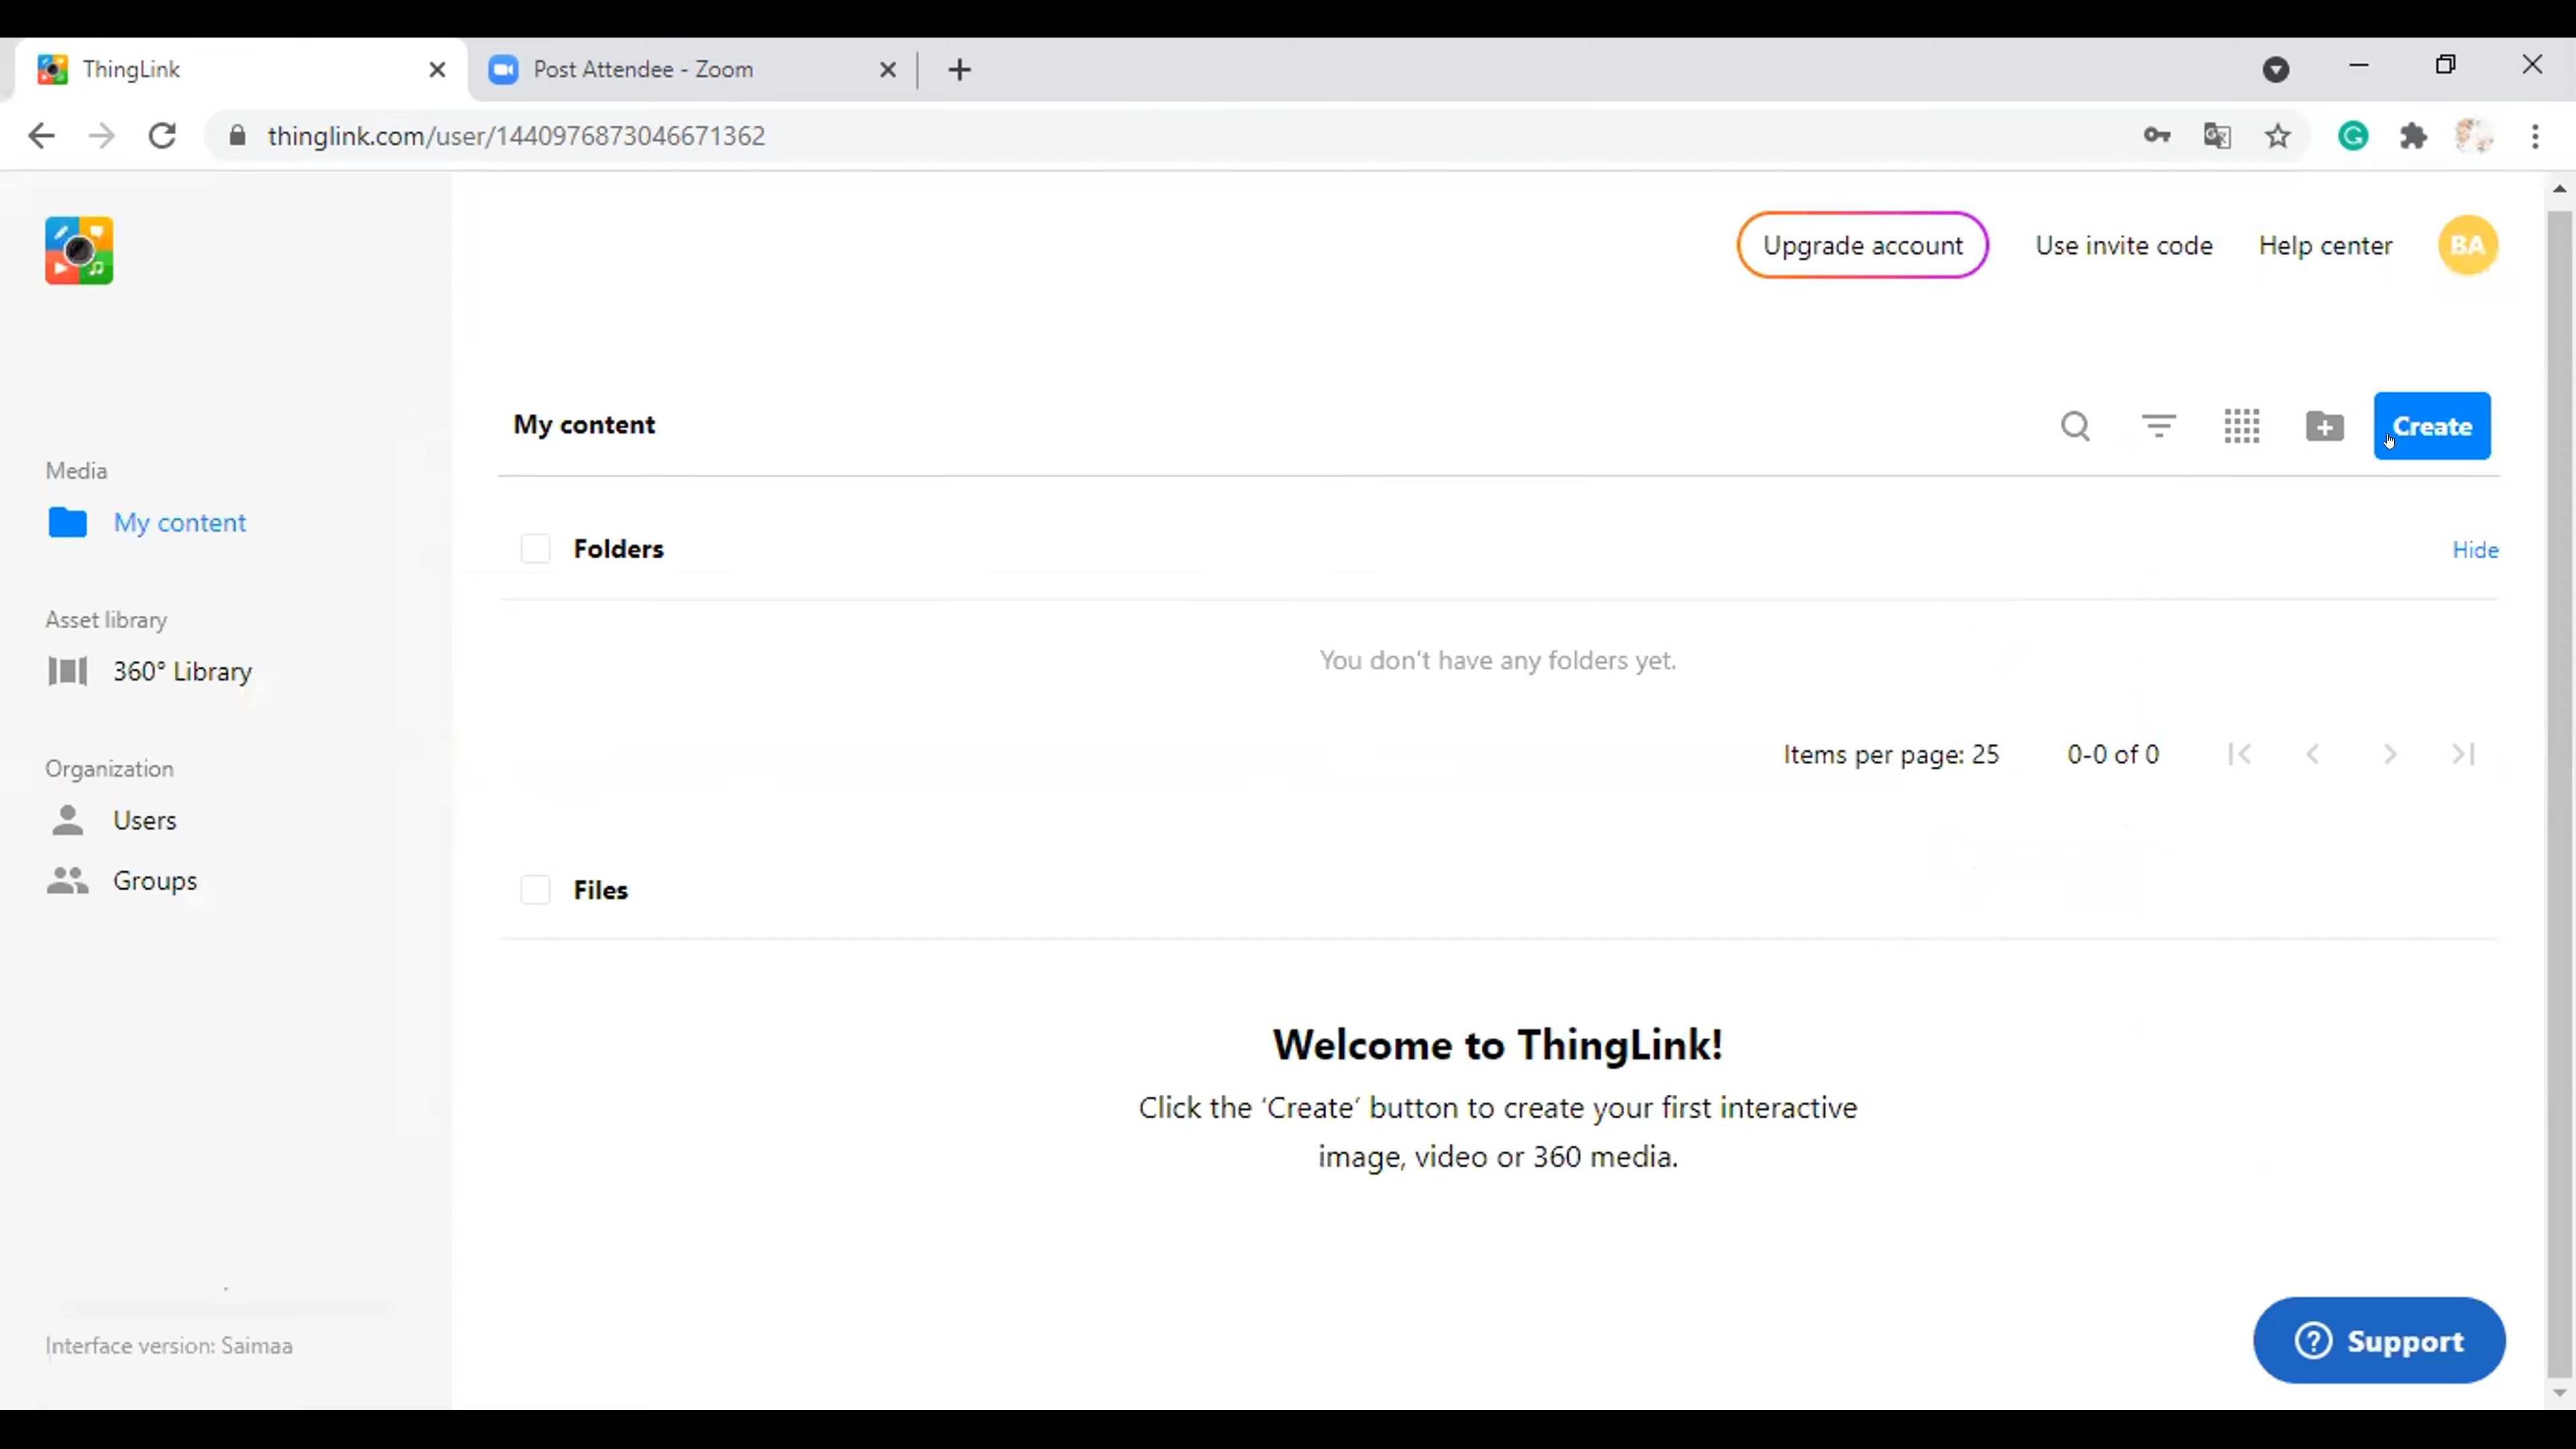 ThingLink
Post Attendee - Zoom
thinglink.com/user/1440976873046671362
Upgrade account
Use invite code
Help center
BA
My content
Create
Media
My content
Folders
Hide
Asset library
You don't have any folders yet.
360° Library
Items per page: 25
0-0 of 0
Organization
Users
Groups
Files
Welcome to ThingLink!
Click the 'Create' button to create your first interactive
image, video or 360 media.
Interface version: Saimaa
Support